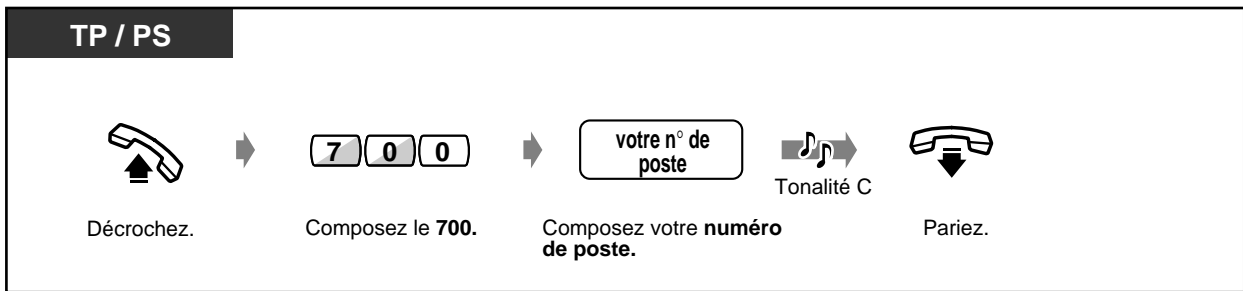 TP / PS
7 0 0
votre n° de
poste
Tonalité C
Décrochez.
Composez le 700.
Composez votre numéro
de poste.
Pariez.